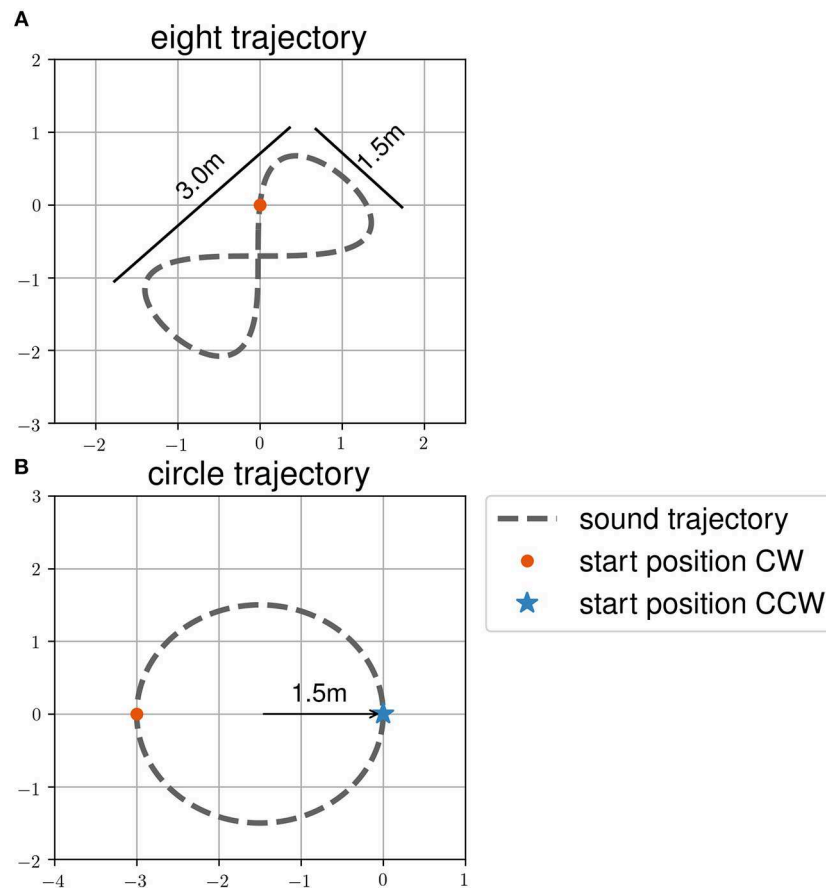 A
eight trajectory
2
1
0
−1
−2
−3
3.0m
1.5m
−2 −1 0 1 2
B
circle trajectory
3
2
1
0
−1
−2
1.5m
−4 −3 −2 −1 0 1
sound trajectory
start position CW
start position CCW